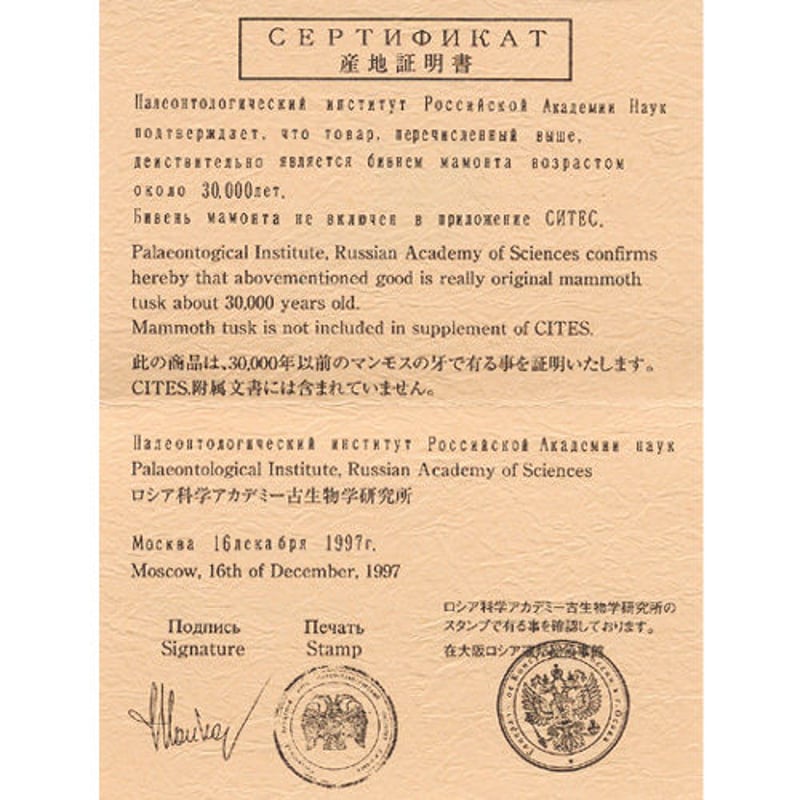 СЕРТИФИКАТ
産地証明書
Палеонтологический институт Российской Академии Наук
подтверждает, что товар, перечисленный выше,
действительно является бивнем мамонта возрастом
около 30,000лет.
Бивень мамонта не включен в приложение СИТЕС.
Palaeontogical Institute, Russian Academy of Sciences confirms
hereby that abovementioned good is really original mammoth
tusk about 30,000 years old.
Mammoth tusk is not included in supplement of CITES.
此の商品は、30,000年以前のマンモスの牙で有る事を証明いたします。
CITES.附属文書には含まれていません。
Палеонтологический институт Российской Академии наук
Palaeontological Institute, Russian Academy of Sciences
ロシア科学アカデミー古生物学研究所
Москва 16декабря 1997г.
Moscow, 16th of December, 1997
ロシア科学アカデミー古生物学研究所の
スタンプで有る事を確認しております。
在大阪ロシア
Подпись Печать
Signature Stamp